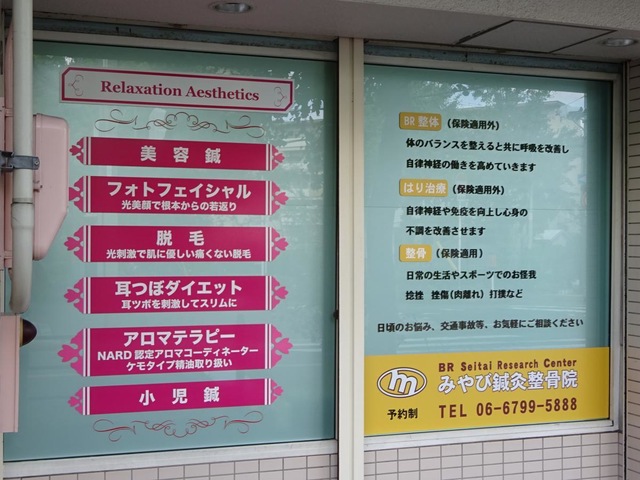 Relaxation Aesthetics
美容鍼
フォトフェイシャル
光美顔で根本からの若返り
脱毛
光刺激で肌に優しい痛くない脱毛
耳つぼダイエット
耳ツボを刺激してスリムに
アロマテラピー
NARD認定アロマコーディネーター
ケモタイプ精油取り扱い
小児鍼
BR整体 (保険適用外)
体のバランスを整えると共に呼吸を改善し
自律神経の働きを高めていきます
はり治療 (保険適用外)
自律神経や免疫を向上し心身の
不調を改善させます
整骨 (保険適用)
日常の生活やスポーツでのお怪我
捻挫 挫傷(肉離れ) 打撲など
日頃のお悩み、交通事故等、お気軽にご相談ください
BR Seitai Research Center
m みやび鍼灸整骨院
予約制 TEL 06-6799-5888